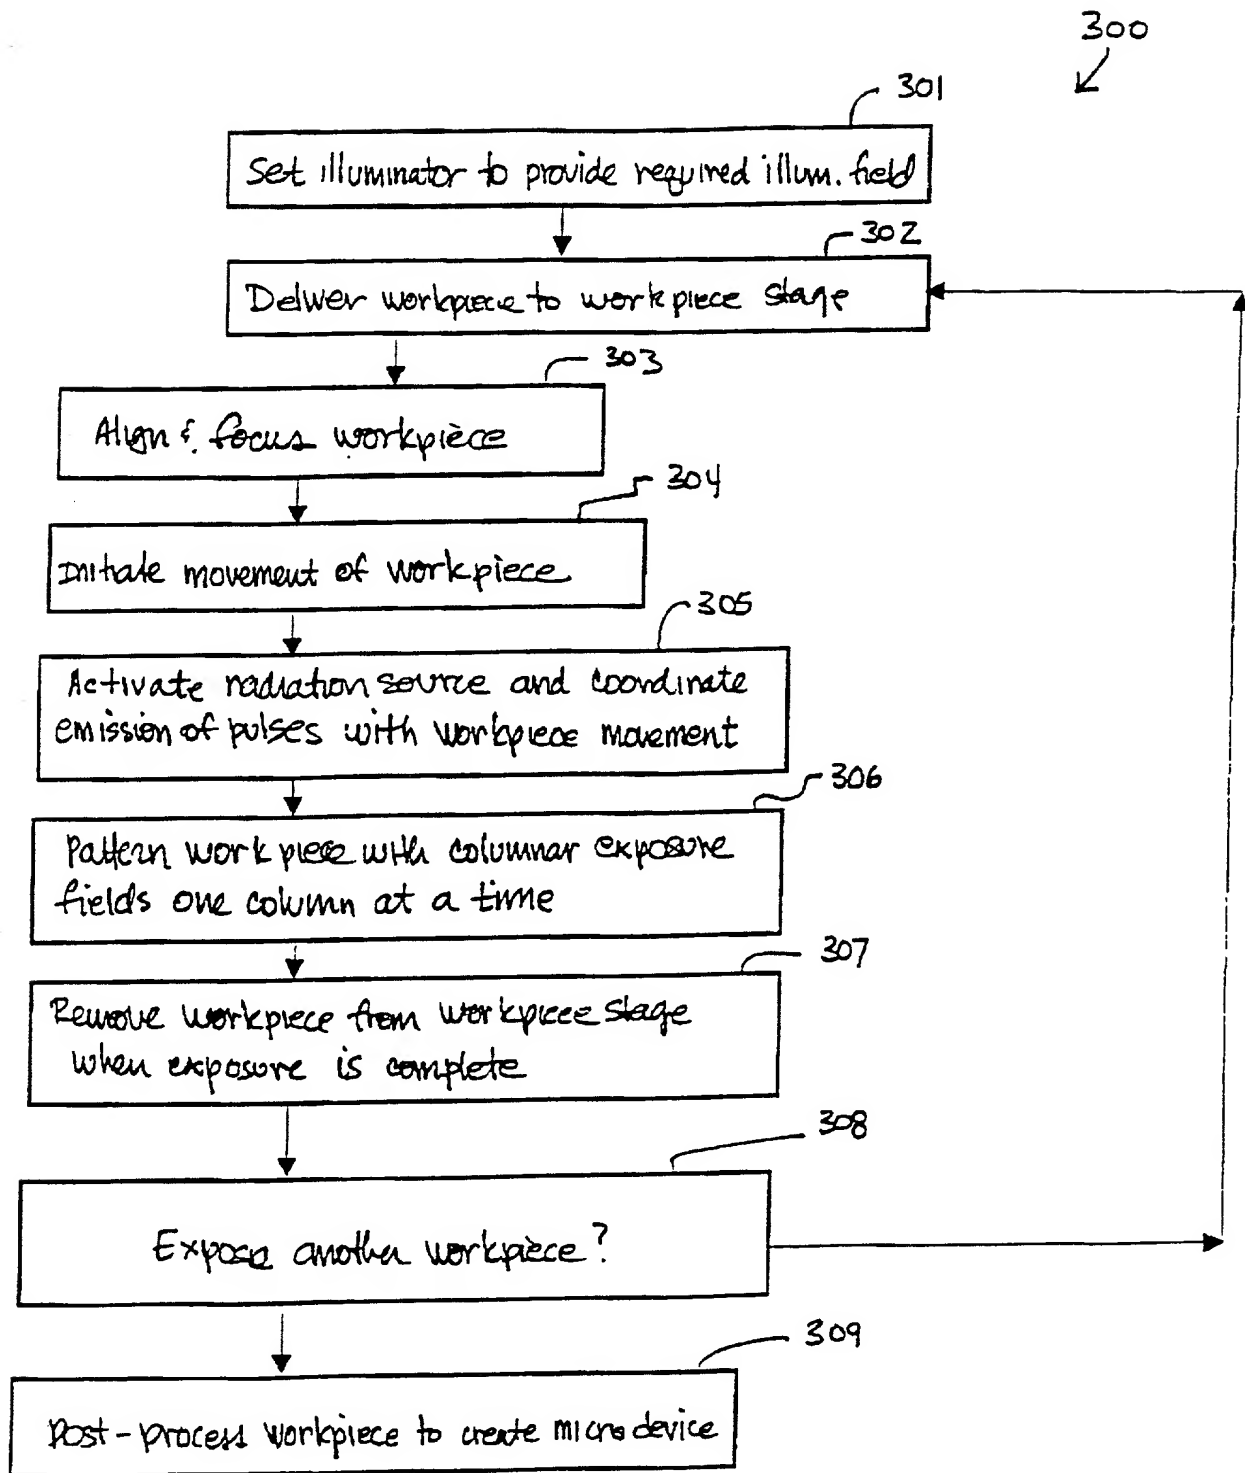 300
301
Set illuminator to provide required illum. field
302
Deliver workpiece to workpiece stage
303
Align & focus workpiece
304
Initiate movement of workpiece
305
Activate radiation source and coordinate
emission of pulses with workpiece movement
306
Pattern workpiece with columnar exposure
fields one column at a time
307
Remove workpiece from workpiece stage
when exposure is complete
308
Expose another workpiece?
309
Post-process workpiece to create micro device